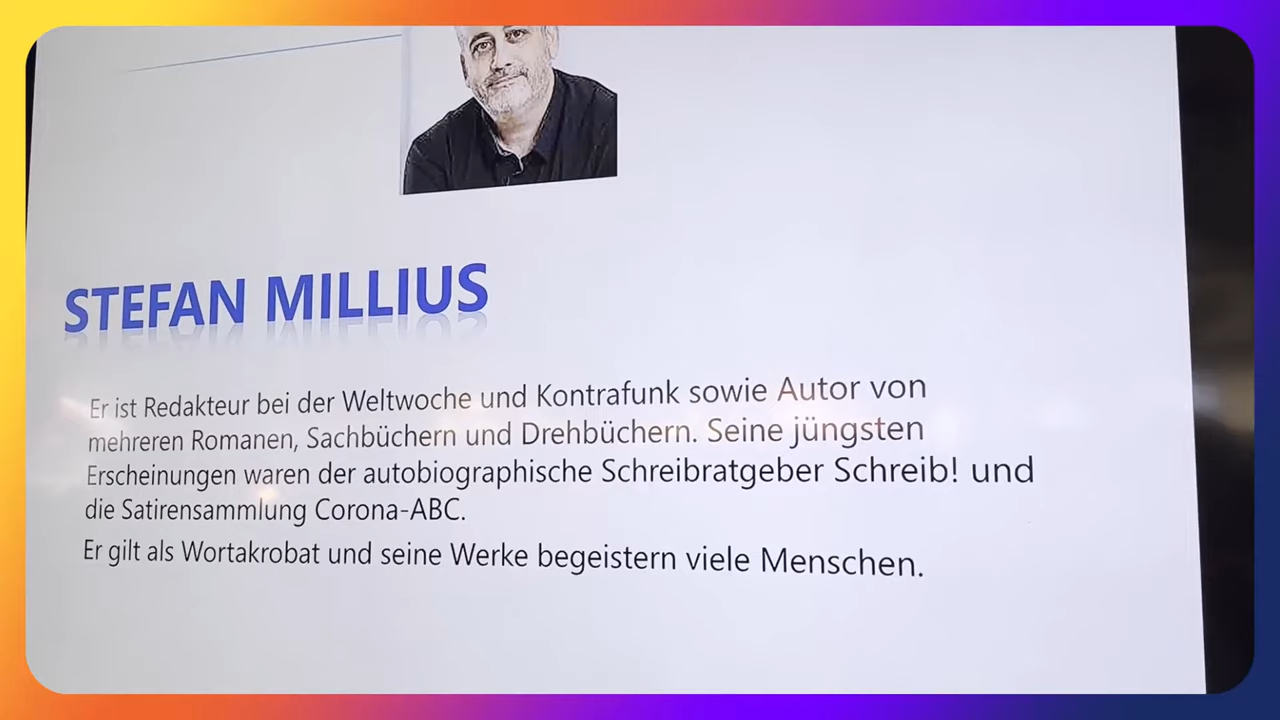 STEFAN MILLIUS
Er ist Redakteur bei der Weltwoche und Kontrafunk sowie Autor von
mehreren Romanen, Sachbüchern und Drehbüchern. Seine jüngsten
Erscheinungen waren der autobiographische Schreibratgeber Schreib! und
die Satirensammlung Corona-ABC.
Er gilt als Wortakrobat und seine Werke begeistern viele Menschen.